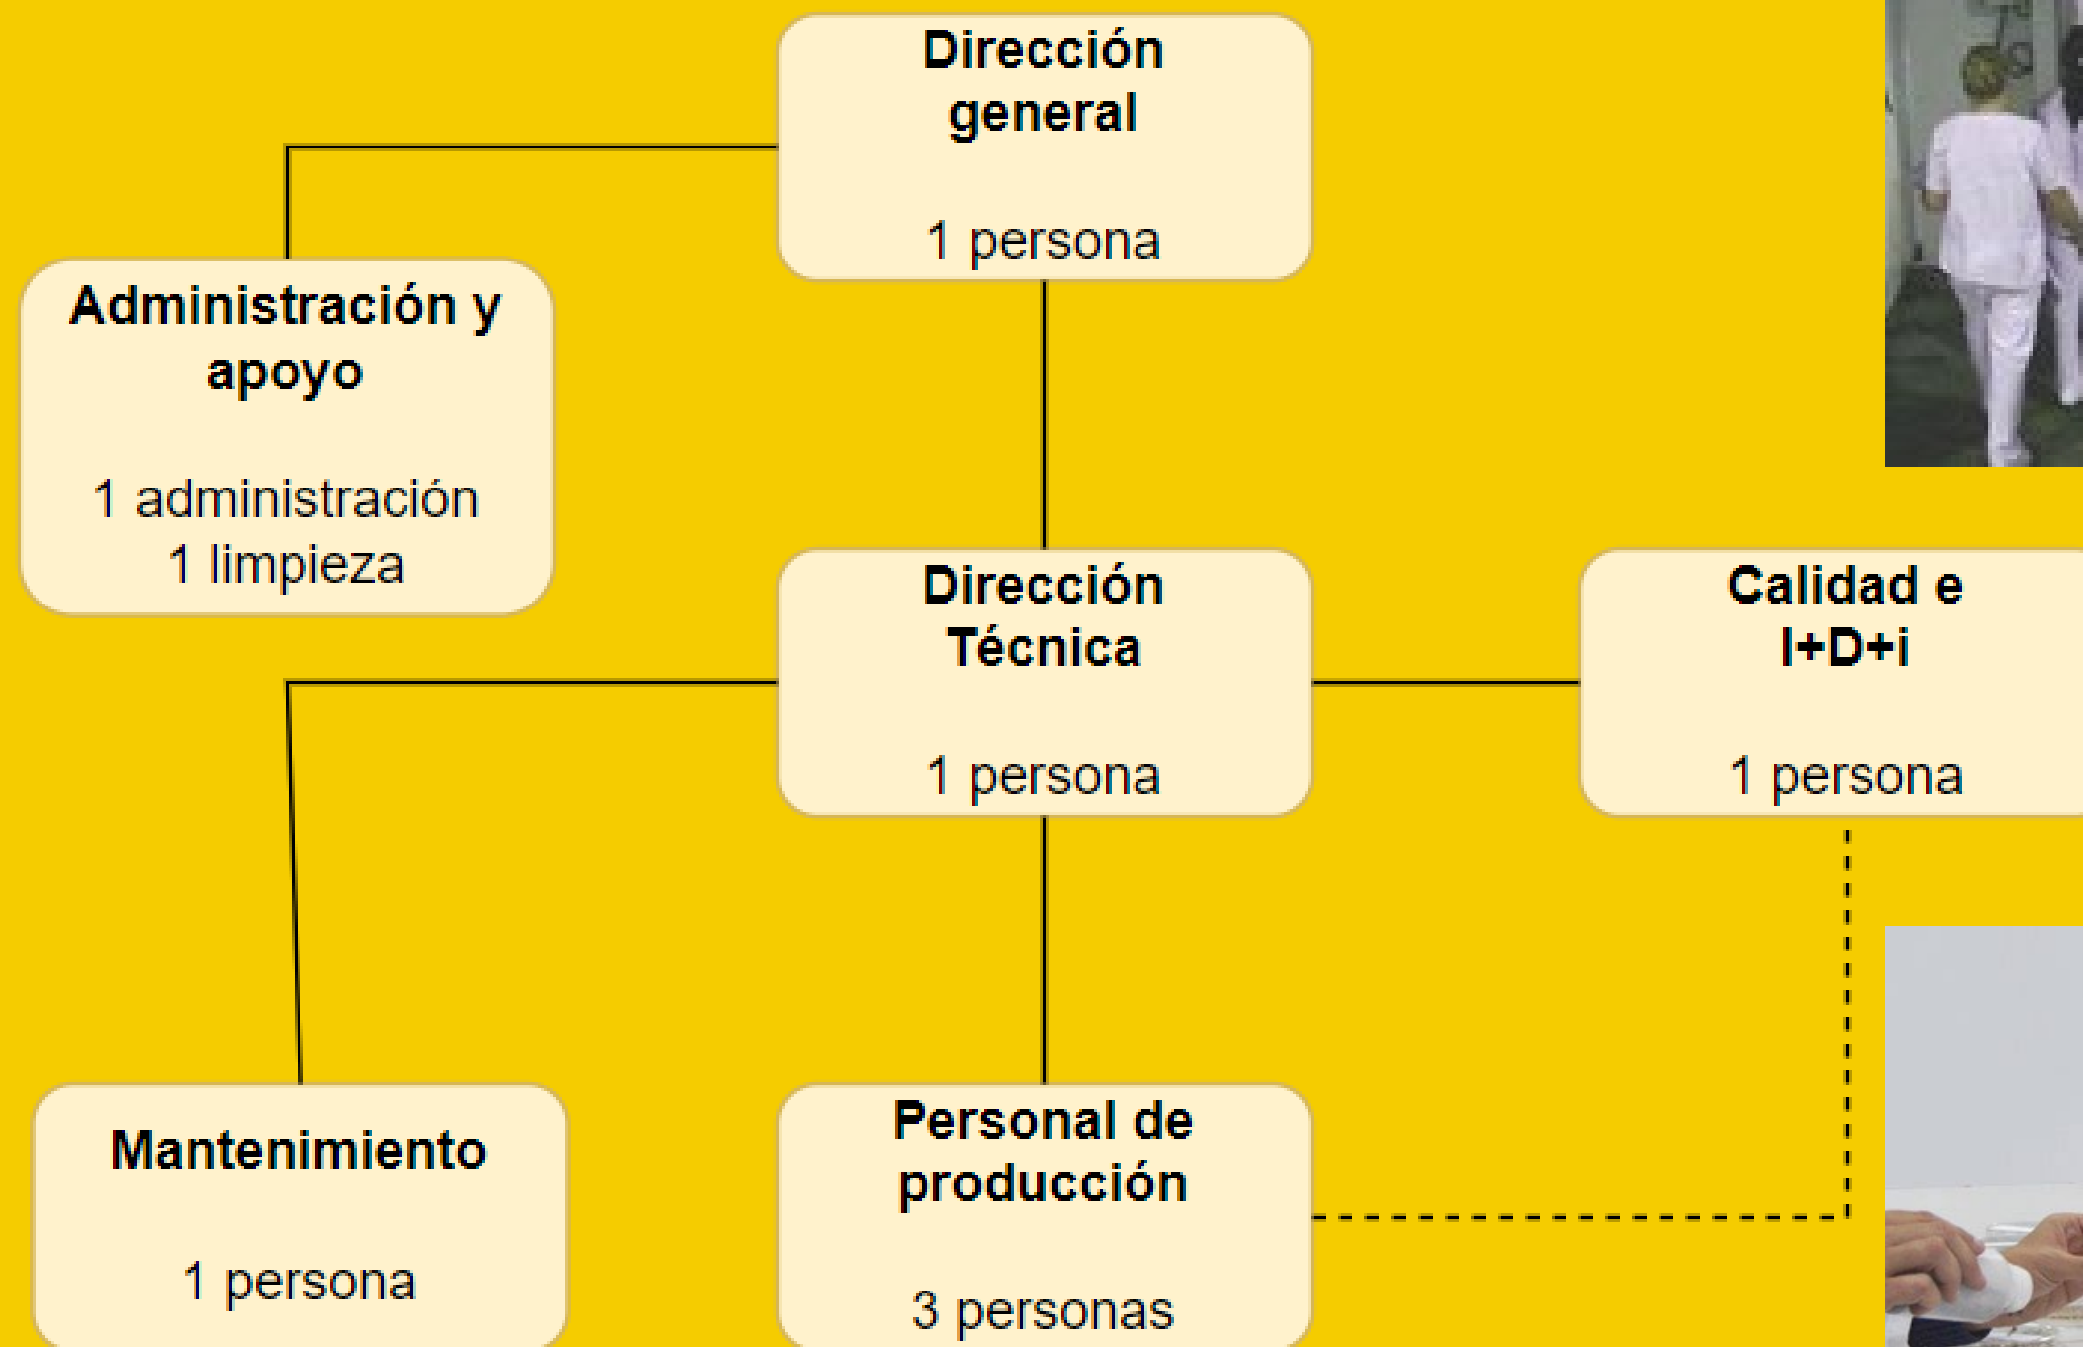 Dirección
general
1 persona
Administración y
apoyo
1 administración
1 limpieza
Dirección
Técnica
1 persona
Calidad e
I+D+i
1 persona
Mantenimiento
1 persona
Personal de
producción
3 personas